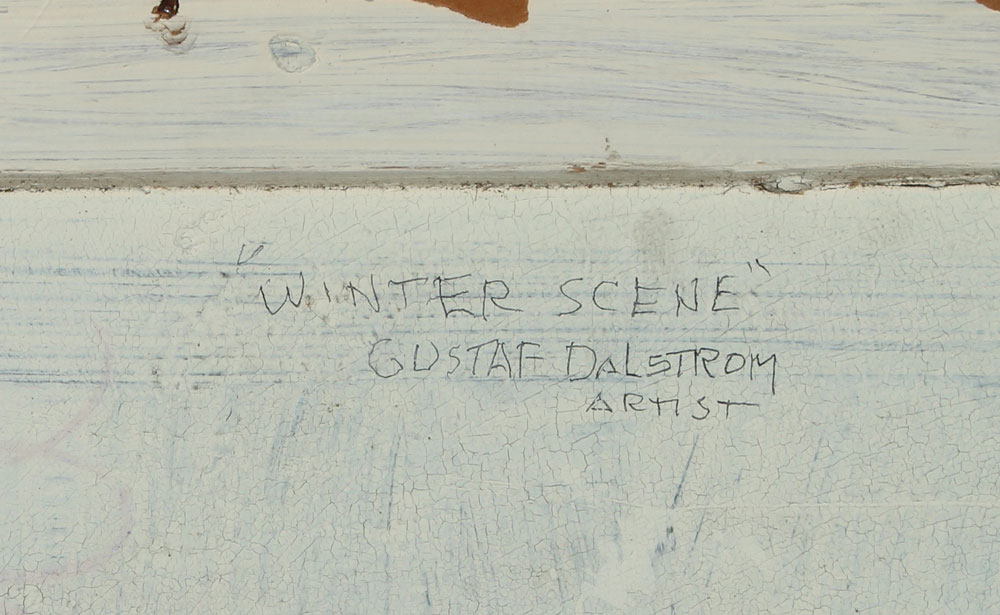 "WINTER SCENE"
GUSTAF DALSTROM
ARTIST